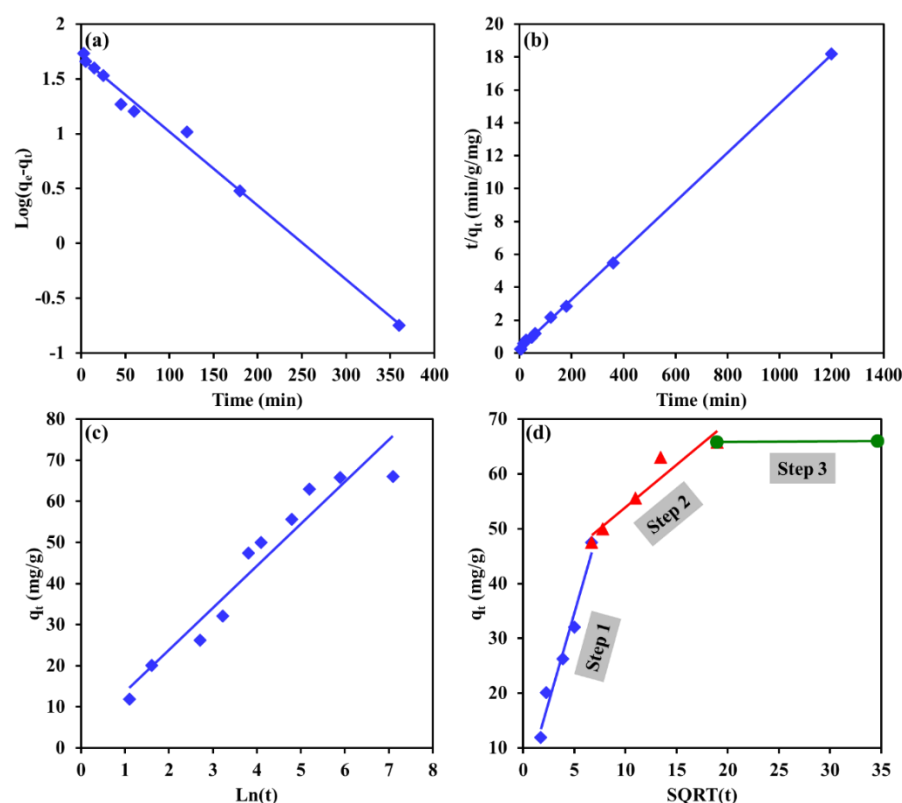 (a)
2
1.5
1
0.5
0
-0.5
-1
0 50 100 150 200 250 300 350 400
Log(qₑ-qₜ)
Time (min)
(b)
20
18
16
14
12
10
8
6
4
2
0
0 200 400 600 800 1000 1200 1400
t/qₜ (min/g/mg)
Time (min)
(c)
80
70
60
50
40
30
20
10
0
0 1 2 3 4 5 6 7 8
qₜ (mg/g)
Ln(t)
(d)
70
60
50
40
30
20
10
0 5 10 15 20 25 30 35
qₜ (mg/g)
SQRT(t)
Step 1
Step 2
Step 3